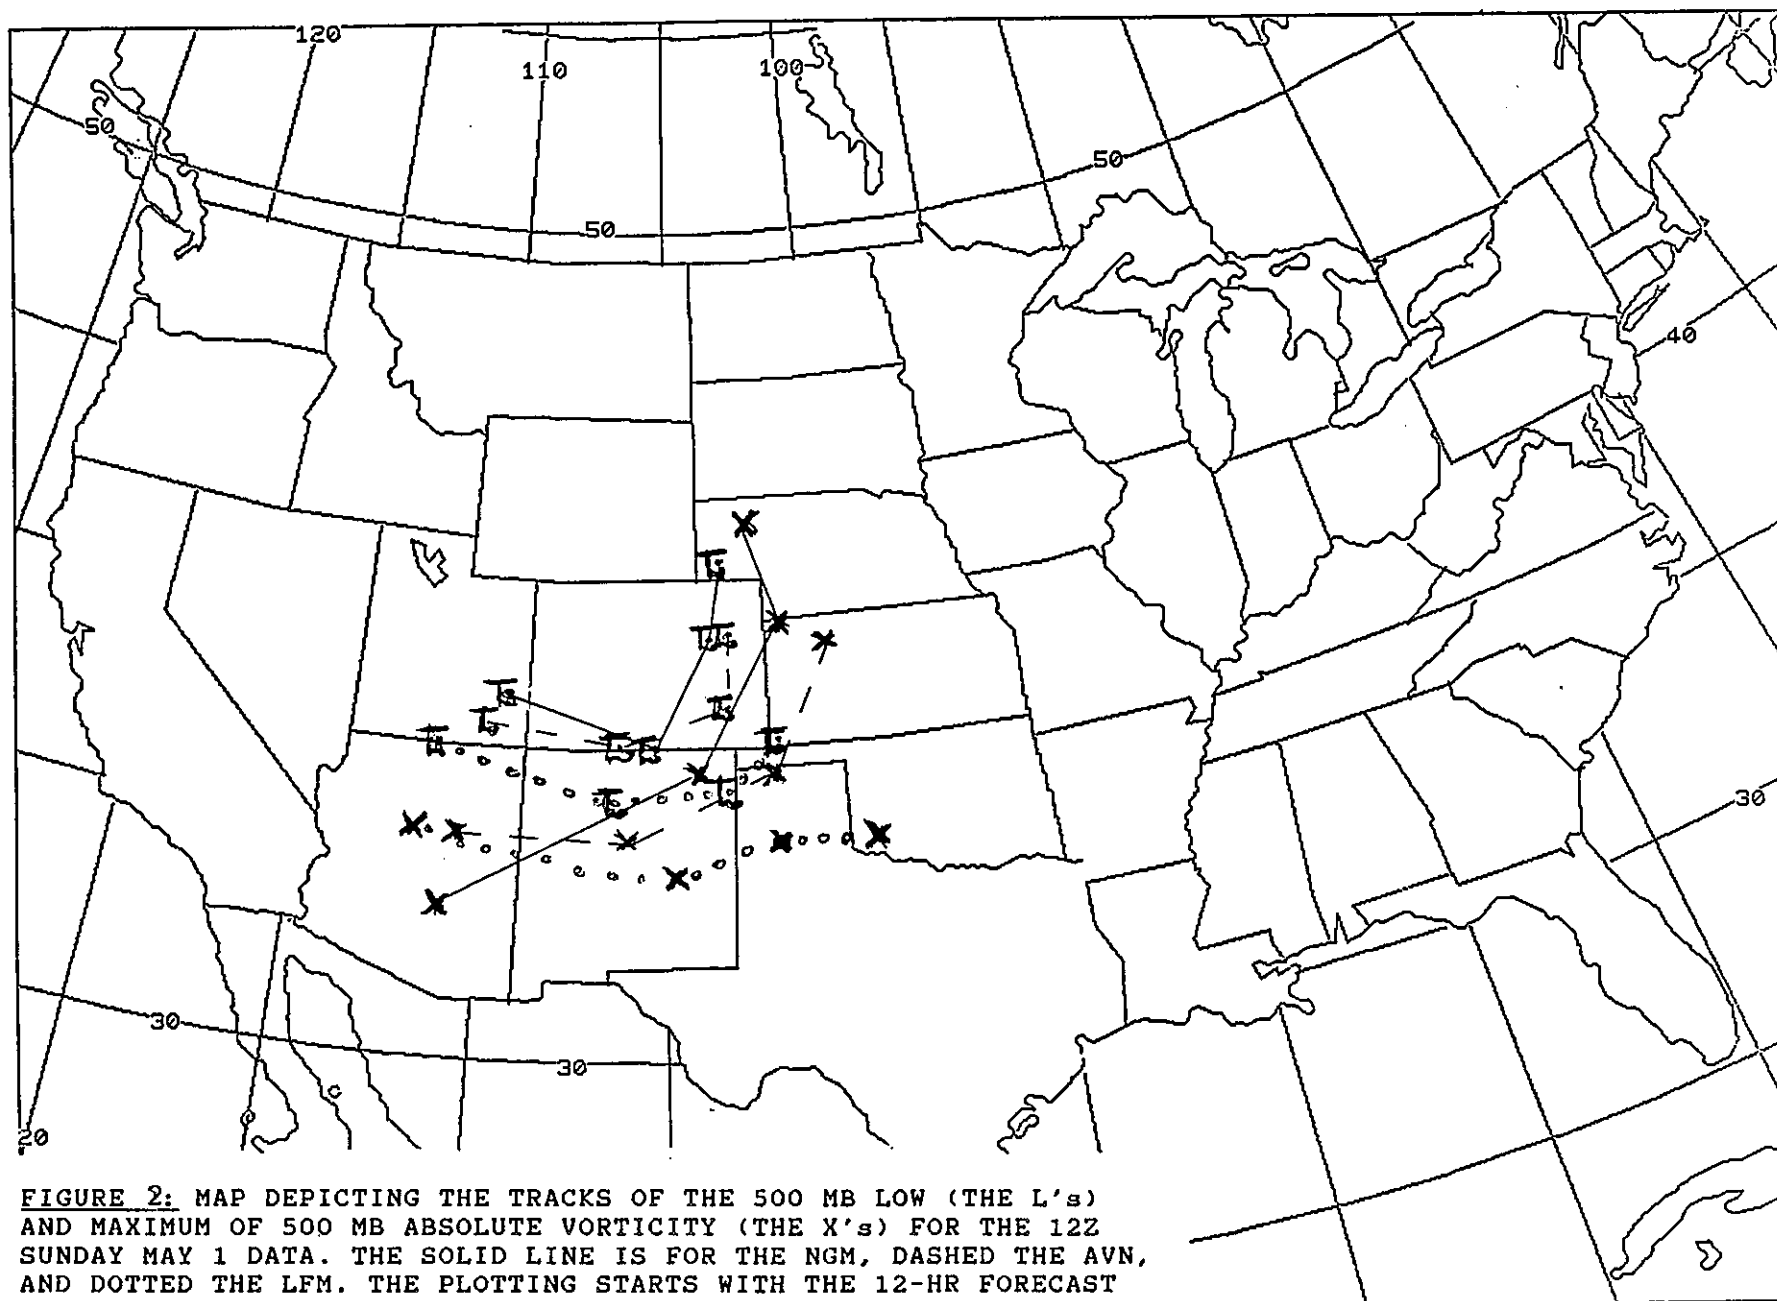 120
110
100
50
50
50
40
30
30
30
20
FIGURE 2: MAP DEPICTING THE TRACKS OF THE 500 MB LOW (THE L's)
AND MAXIMUM OF 500 MB ABSOLUTE VORTICITY (THE X's) FOR THE 12Z
SUNDAY MAY 1 DATA. THE SOLID LINE IS FOR THE NGM, DASHED THE AVN,
AND DOTTED THE LFM. THE PLOTTING STARTS WITH THE 12-HR FORECAST